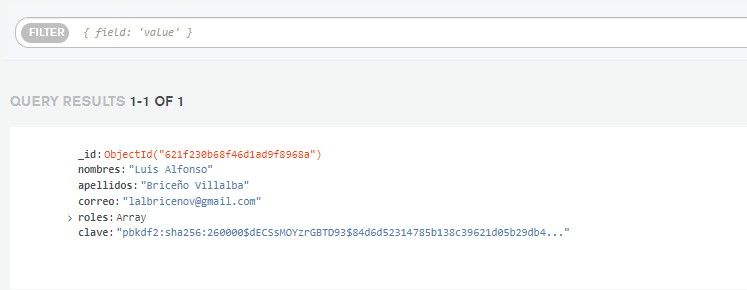 FILTER { field: 'value' }
QUERY RESULTS 1-1 OF 1
_id: ObjectId("621f230b68f46d1ad9f8968a")
nombres: "Luis Alfonso"
apellidos: "Briceño Villalba"
correo: "lalbricenov@gmail.com"
> roles: Array
clave: "pbkdf2:sha256:260000$dECSsMOYzrGBTD93$84d6d52314785b138c39621d05b29db4..."